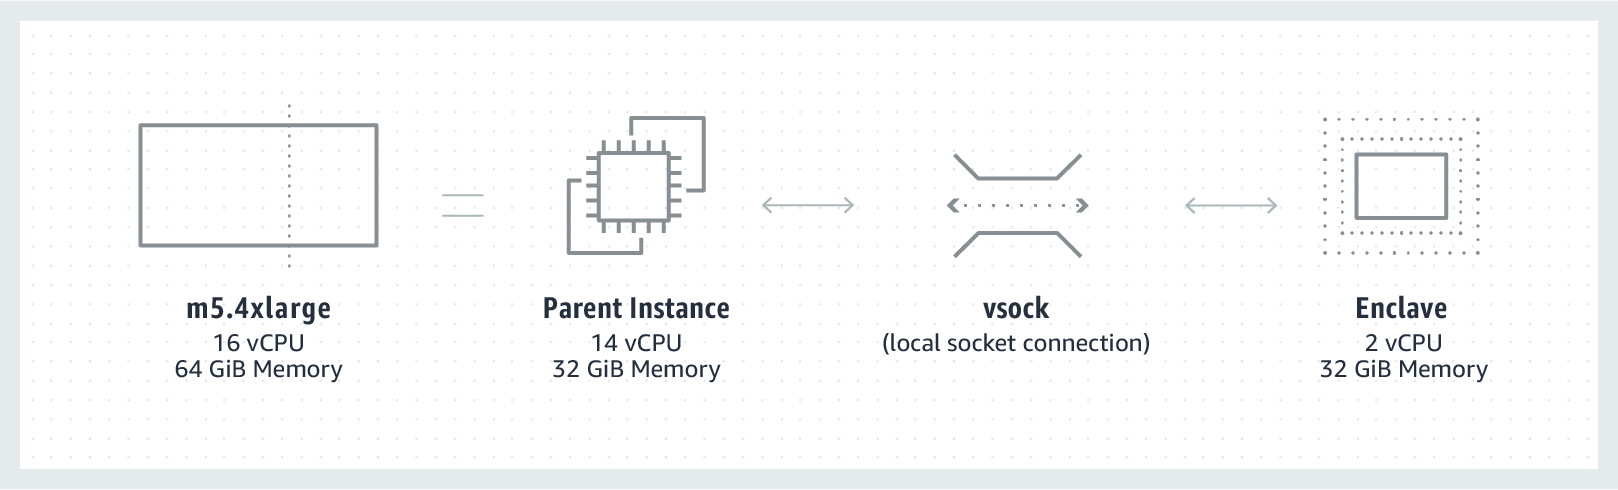 m5.4xlarge
16 vCPU
64 GiB Memory
Parent Instance
14 vCPU
32 GiB Memory
vsock
(local socket connection)
Enclave
2 vCPU
32 GiB Memory